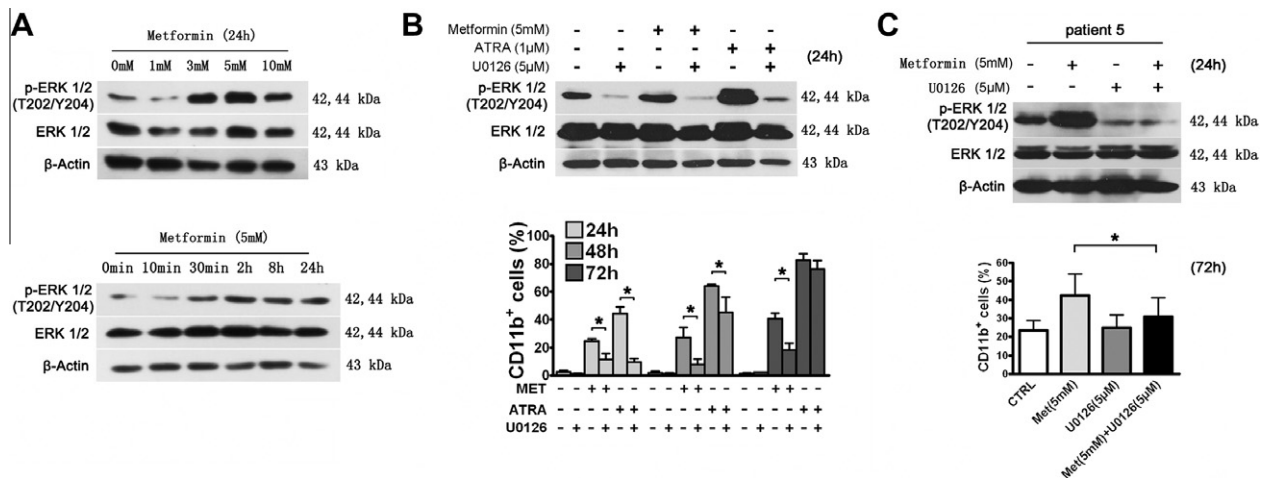 A
Metformin (24h)
0mM 1mM 3mM 5mM 10mM
p-ERK 1/2
(T202/Y204)
42,44 kDa
ERK 1/2
42,44 kDa
β-Actin
43 kDa
Metformin (5mM)
0min 10min 30min 2h 8h 24h
p-ERK 1/2
(T202/Y204)
42,44 kDa
ERK 1/2
42,44 kDa
β-Actin
43 kDa
B
Metformin (5mM) - - + + - -
ATRA (1μM) - - - - + +
U0126 (5μM) - + - + - +
(24h)
p-ERK 1/2
(T202/Y204)
42,44 kDa
ERK 1/2
42,44 kDa
β-Actin
43 kDa
CD11b+ cells (%)
100
80
60
40
20
0
24h
48h
72h
* * * * *
MET - - + + - - - - + + - - - - + + - -
ATRA - - - - + + - - - - + + - - - - + +
U0126 - + - + - + - + - + - + - + - + - +
C
patient 5
Metformin (5mM) - + - +
U0126 (5μM) - - + +
(24h)
p-ERK 1/2
(T202/Y204)
42,44 kDa
ERK 1/2
42,44 kDa
β-Actin
43 kDa
*
(72h)
CD11b+ cells (%)
60
50
40
30
20
10
0
CTRL
Met(5mM)
U0126(5μM)
Met(5mM)+U0126(5μM)